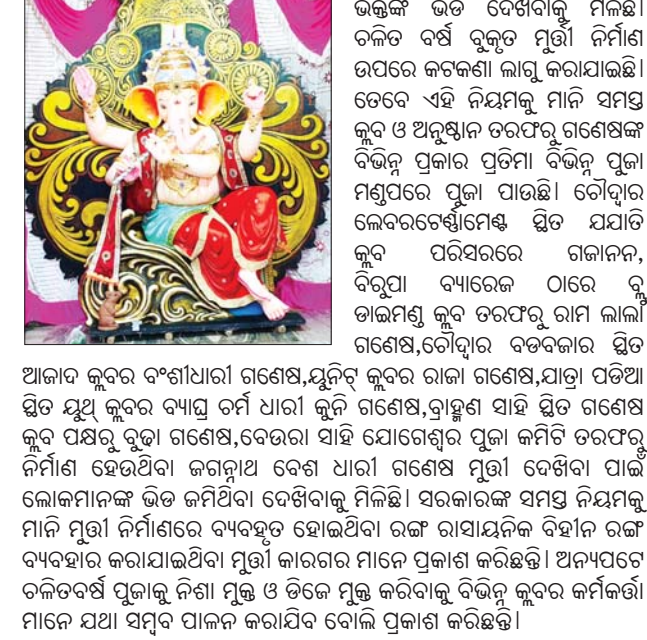 ଭକ୍ତଙ୍କ ଭିଡ ଦେଖିବାକୁ ମିଳିଛି।
ଚଳିତ ବର୍ଷ ବୁକୃତ ମୁର୍ତ୍ତୀ ନିର୍ମାଣ
ଉପରେ କଟକଣା ଲାଗୁ କରାଯାଇଛି।
ତେବେ ଏହି ନିୟମକୁ ମାନି ସମସ୍ତ
କ୍ଲବ ଓ ଅନୁଷ୍ଠାନ ତରଫରୁ ଗଣେଷଙ୍କ
ବିଭିନ୍ନ ପ୍ରକାର ପ୍ରତିମା ବିଭିନ୍ନ ପୁଜା
ମଣ୍ଡପରେ ପୁଜା ପାଉଛି। ଚୌଦ୍ୱାର
ଲେବରଟେର୍ଣ୍ଣାମେଣ୍ଟ ସ୍ଥିତ ଯଯାତି
କ୍ଲବ ପରିସରରେ ଗଜାନନ,
ବିରୁପା ବ୍ୟାରେଜ ଠାରେ ବ୍ଲୁ
ଡାଇମଣ୍ଡ କ୍ଲବ ତରଫରୁ ରାମ ଲାଲା
ଗଣେଷ,ଚୌଦ୍ୱାର ବଡବଜାର ସ୍ଥିତ
ଆଜାଦ କ୍ଲବର ବଂଶୀଧାରୀ ଗଣେଷ,ୟୁନିଟ୍ କ୍ଲବର ରାଜା ଗଣେଷ,ଯାତ୍ରା ପଡିଆ
ସ୍ଥିତ ୟୁଥ୍ କ୍ଲବର ବ୍ୟାଘ୍ର ଚର୍ମ ଧାରୀ କୁନି ଗଣେଷ,ବ୍ରାହ୍ମଣ ସାହି ସ୍ଥିତ ଗଣେଷ
କ୍ଲବ ପକ୍ଷରୁ ବୁଢା ଗଣେଷ,ବେଉରା ସାହି ଯୋଗେଶ୍ୱର ପୁଜା କମିଟି ତରଫରୁ
ନିର୍ମାଣ ହେଉଥିବା ଜଗନ୍ନାଥ ବେଶ ଧାରୀ ଗଣେଷ ମୁର୍ତ୍ତୀ ଦେଖିବା ପାଇଁ
ଲୋକମାନଙ୍କ ଭିଡ ଜମିଥିବା ଦେଖିବାକୁ ମିଳିଛି। ସରକାରଙ୍କ ସମସ୍ତ ନିୟମକୁ
ମାନି ମୁର୍ତ୍ତୀ ନିର୍ମାଣରେ ବ୍ୟବହୃତ ହୋଇଥିବା ରଙ୍ଗ ରାସାୟନିକ ବିହୀନ ରଙ୍ଗ
ବ୍ୟବହାର କରାଯାଇଥିବା ମୁର୍ତ୍ତୀ କାରଗର ମାନେ ପ୍ରକାଶ କରିଛନ୍ତି। ଅନ୍ୟପଟେ
ଚଳିତବର୍ଷ ପୁଜାକୁ ନିଶା ମୁକ୍ତ ଓ ଡିଜେ ମୁକ୍ତ କରିବାକୁ ବିଭିନ୍ନ କ୍ଲବର କର୍ମକର୍ତ୍ତା
ମାନେ ଯଥା ସମ୍ବବ ପାଳନ କରାଯିବ ବୋଲି ପ୍ରକାଶ କରିଛନ୍ତି।